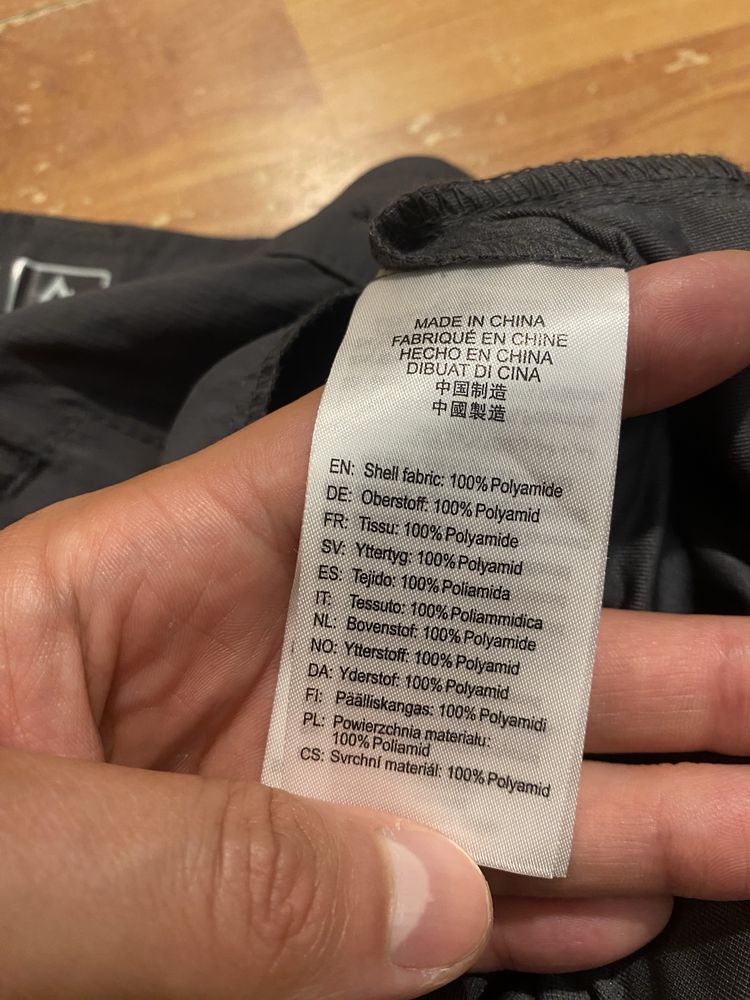 MADE IN CHINA
FABRIQUÉ EN CHINE
HECHO EN CHINA
DIBUAT DI CINA
中国制造
中國製造
EN: Shell fabric: 100% Polyamide
DE: Oberstoff: 100% Polyamid
FR: Tissu: 100% Polyamide
SV: Yttertyg: 100% Polyamid
ES: Tejido: 100% Poliamida
IT: Tessuto: 100% Poliammidica
NL: Bovenstof: 100% Polyamide
NO: Ytterstoff: 100% Polyamid
DA: Yderstof: 100% Polyamid
FI: Päälliskangas: 100% Polyamidi
PL: Powierzchnia materiału:
100% Poliamid
CS: Svrchní materiál: 100% Polyamid